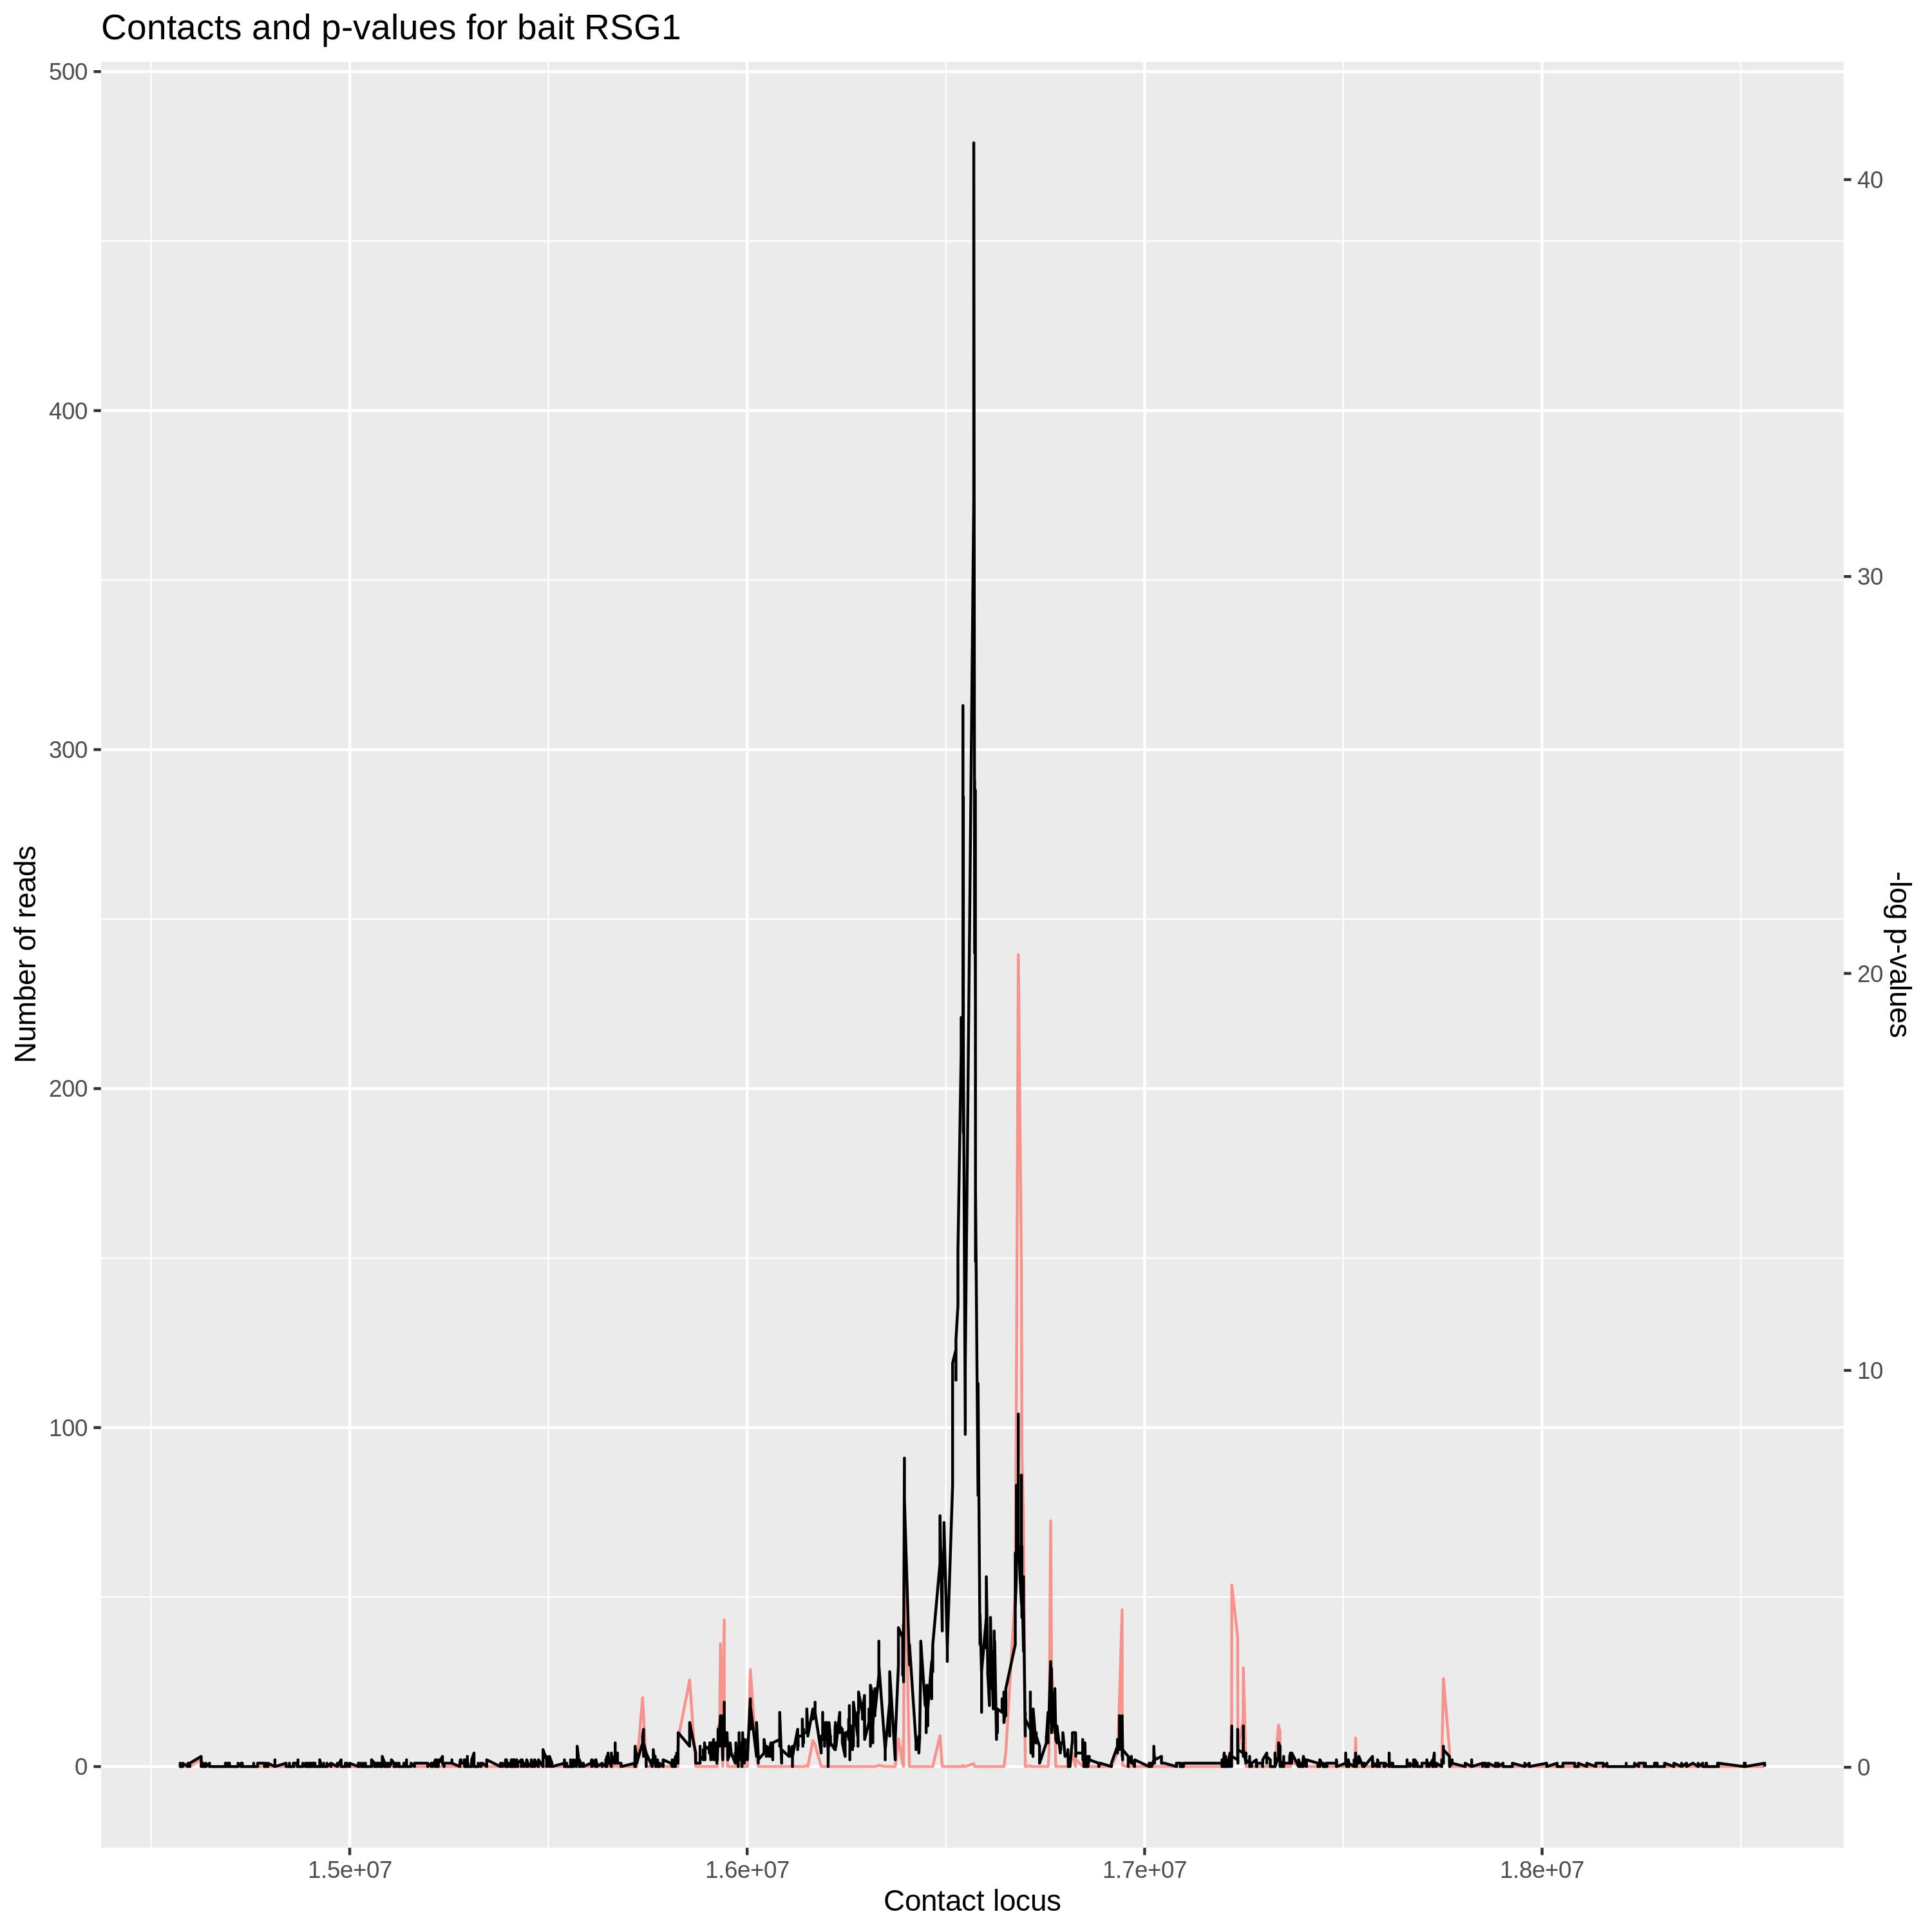 Contacts and p-values for bait RSG1
500
400
300
200
100
0
Number of reads
40
30
20
10
0
-log p-values
1.5e+07 1.6e+07 1.7e+07 1.8e+07
Contact locus